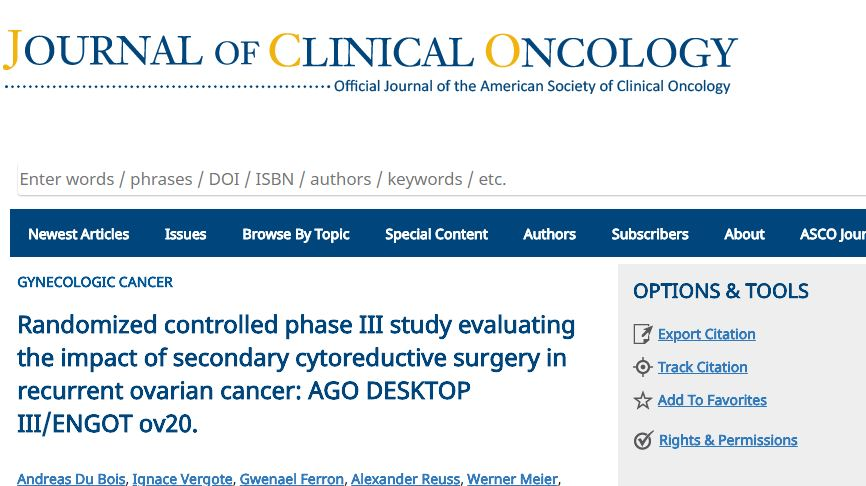 JOURNAL OF CLINICAL ONCOLOGY
Official Journal of the American Society of Clinical Oncology
Enter words / phrases / DOI / ISBN / authors / keywords / etc.
Newest Articles Issues Browse By Topic Special Content Authors Subscribers About ASCO Jour
GYNECOLOGIC CANCER
Randomized controlled phase III study evaluating
the impact of secondary cytoreductive surgery in
recurrent ovarian cancer: AGO DESKTOP
III/ENGOT ov20.
Andreas Du Bois, Ignace Vergote, Gwenael Ferron, Alexander Reuss, Werner Meier,
OPTIONS & TOOLS
Export Citation
Track Citation
Add To Favorites
Rights & Permissions